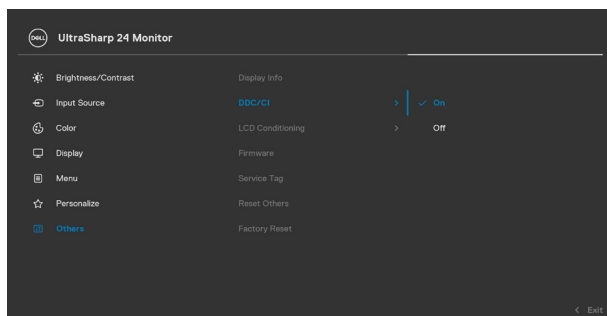 DELL UltraSharp 24 Monitor
Brightness/Contrast Display Info
Input Source DDC/CI > ✓ On
Color LCD Conditioning > Off
Display Firmware
Menu Service Tag
Personalize Reset Others
Others Factory Reset
< Exit